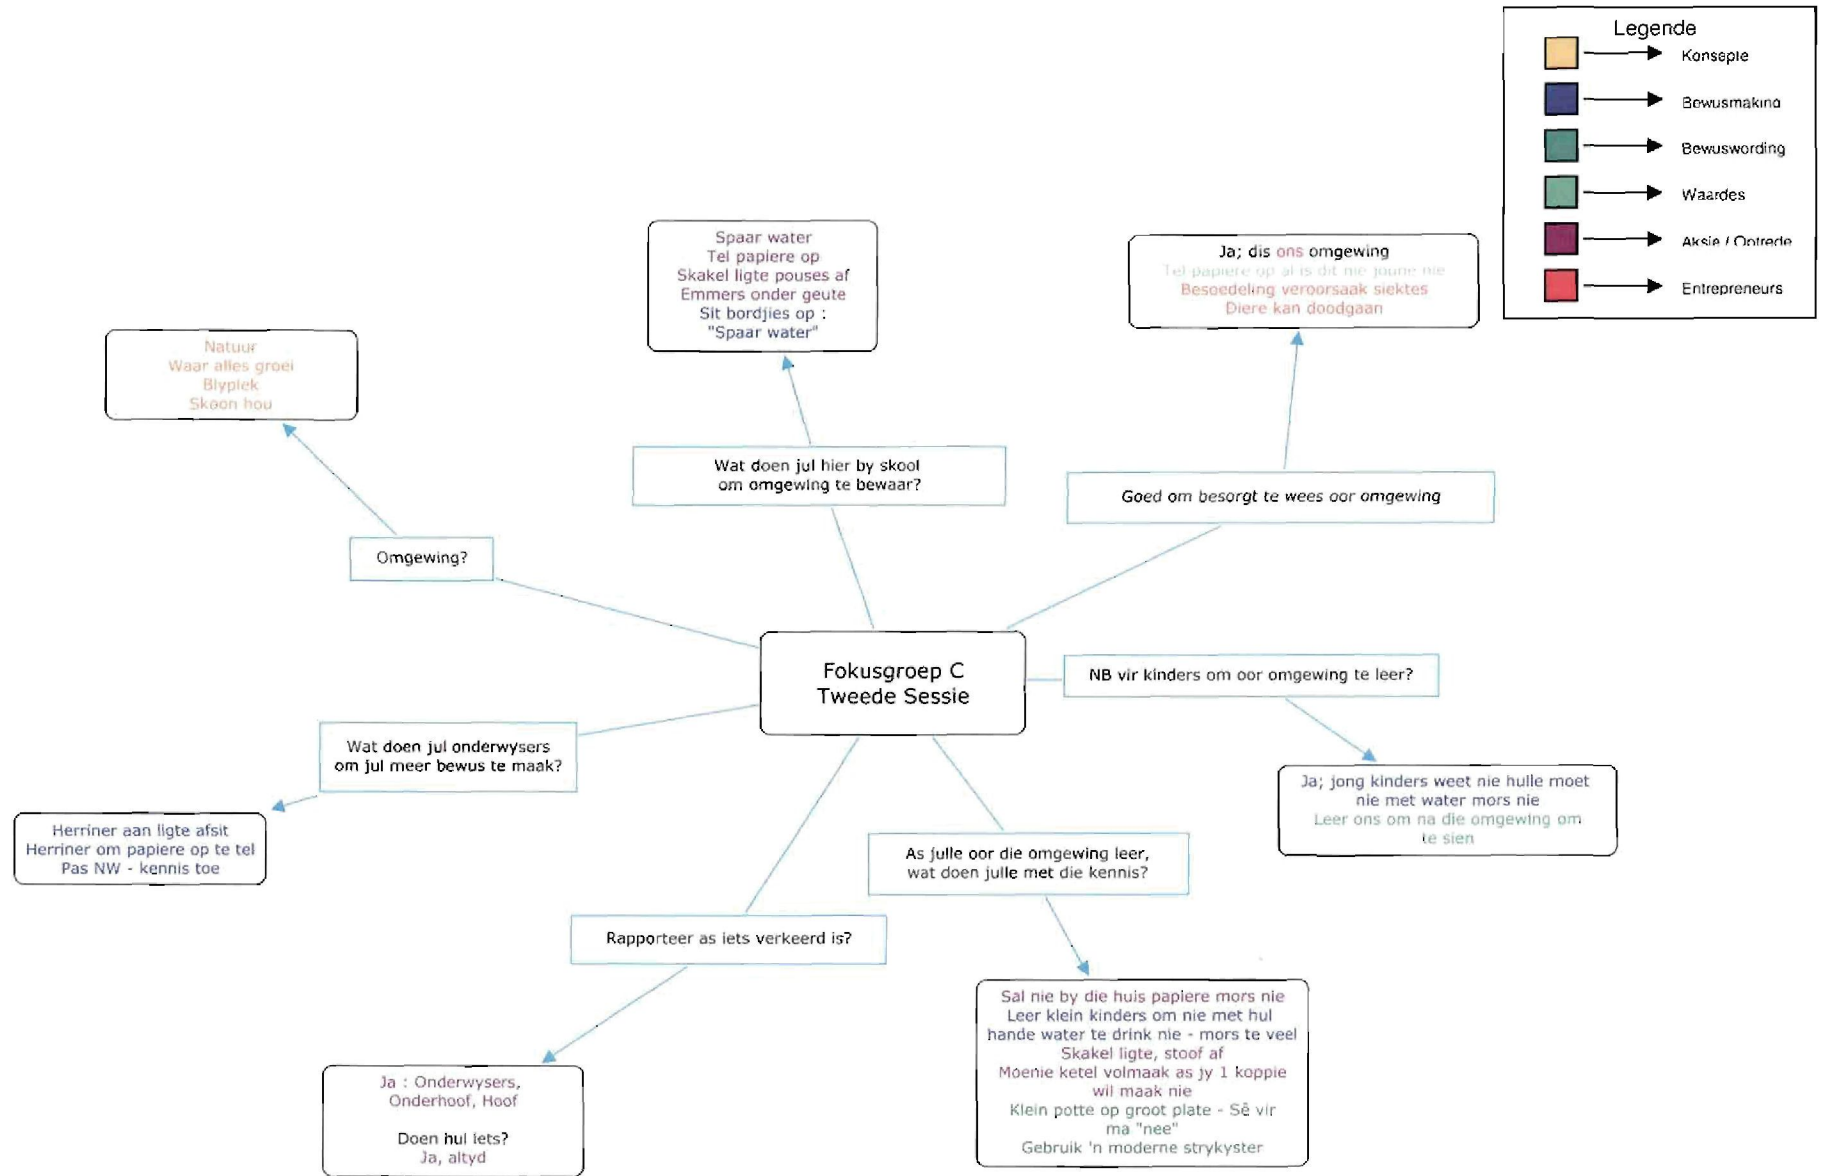 Legende
Konsepte
Bewusmaking
Bewuswording
Waardes
Aksie / Optrede
Entrepreneurs
Spaar water
Tel papiere op
Skakel ligte pouses af
Emmers onder geute
Sit bordjies op :
"Spaar water"
Ja; dis ons omgewing
Tel papiere op al is dit nie joune nie
Besoedeling veroorsaak siektes
Diere kan doodgaan
Natuur
Waar alles groei
Blyplek
Skoon hou
Wat doen jul hier by skool
om omgewing te bewaar?
Goed om besorgt te wees oor omgewing
Omgewing?
Fokusgroep C
Tweede Sessie
NB vir kinders om oor omgewing te leer?
Wat doen jul onderwysers
om jul meer bewus te maak?
Ja; jong kinders weet nie hulle moet
nie met water mors nie
Leer ons om na die omgewing om
te sien
Herriner aan ligte afsit
Herriner om papiere op te tel
Pas NW - kennis toe
As julle oor die omgewing leer,
wat doen julle met die kennis?
Rapporteer as iets verkeerd is?
Sal nie by die huis papiere mors nie
Leer klein kinders om nie met hul
hande water te drink nie - mors te veel
Skakel ligte, stoof af
Moenie ketel volmaak as jy 1 koppie
wil maak nie
Klein potte op groot plate - Sê vir
ma "nee"
Gebruik 'n moderne strykyster
Ja : Onderwysers,
Onderhoof, Hoof
Doen hul iets?
Ja, altyd